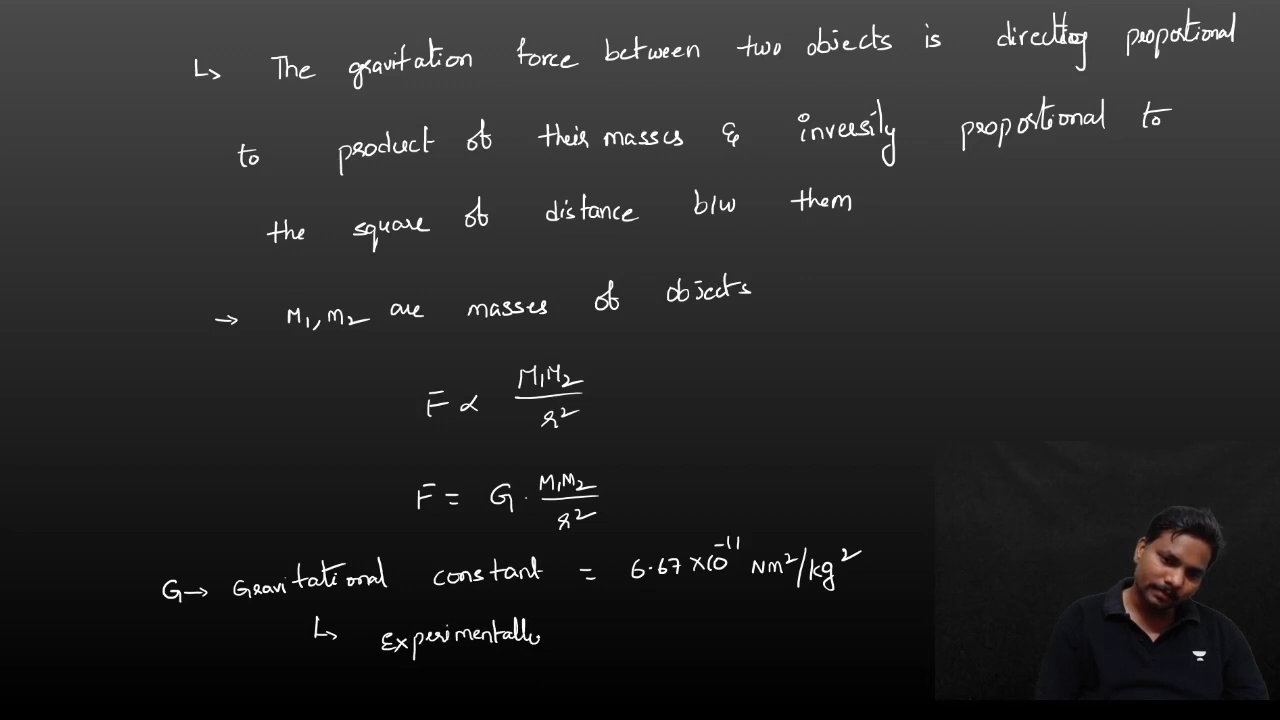 ↳ The gravitation force between two objects is directly proportional
to product of their masses & inversily proportional to
the square of distance b/w them
→ M₁, m₂ are masses of objects
F ∝ M₁M₂/r²
F = G · M₁M₂/r²
G → Gravitational constant = 6.67 × 10⁻¹¹ Nm²/kg²
↳ Experimentally